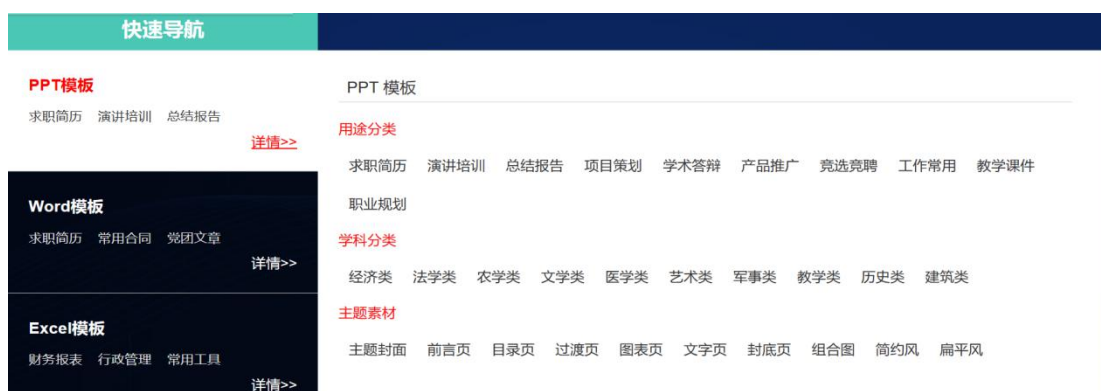 快速导航
PPT模板
求职简历 演讲培训 总结报告
详情>>
Word模板
求职简历 常用合同 党团文章
详情>>
Excel模板
财务报表 行政管理 常用工具
详情>>
PPT 模板
用途分类
求职简历 演讲培训 总结报告 项目策划 学术答辩 产品推广 竞选竞聘 工作常用 教学课件
职业规划
学科分类
经济类 法学类 农学类 文学类 医学类 艺术类 军事类 教学类 历史类 建筑类
主题素材
主题封面 前言页 目录页 过渡页 图表页 文字页 封底页 组合图 简约风 扁平风